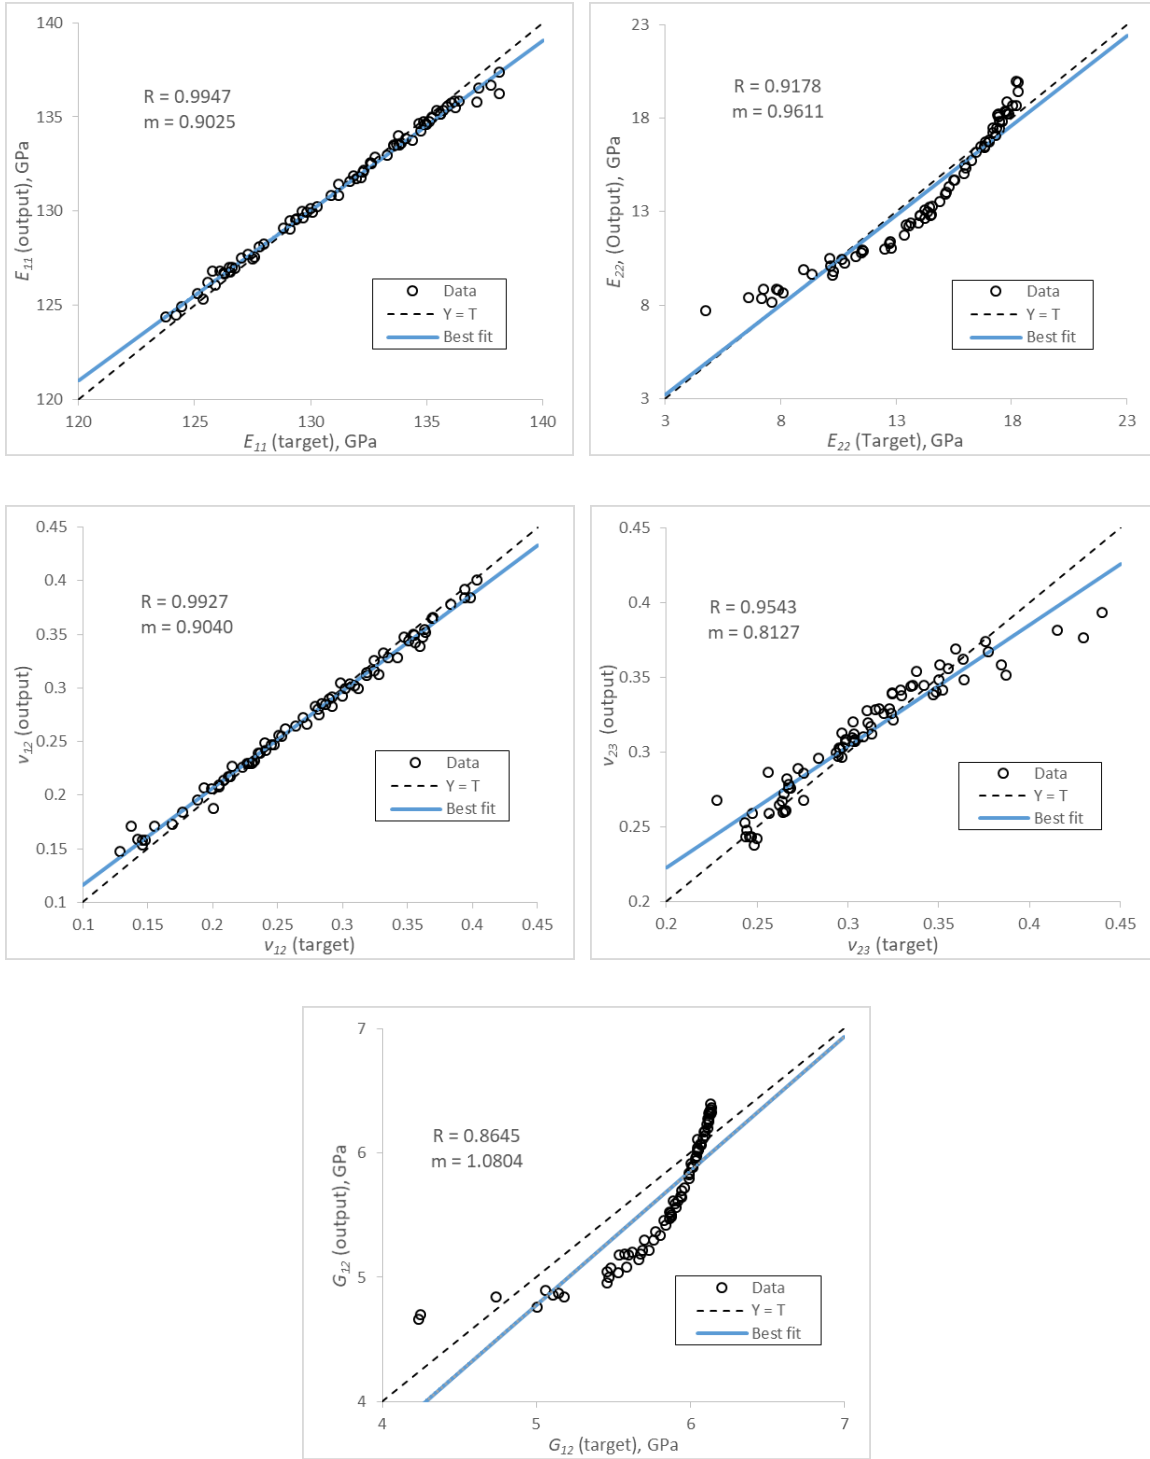 140
135
130
125
120
E11 (output), GPa
R = 0.9947
m = 0.9025
Data
Y = T
Best fit
120 125 130 135 140
E11 (target), GPa
23
18
13
8
3
E22, (Output), GPa
R = 0.9178
m = 0.9611
Data
Y = T
Best fit
3 8 13 18 23
E22 (Target), GPa
0.45
0.4
0.35
0.3
0.25
0.2
0.15
0.1
ν12 (output)
R = 0.9927
m = 0.9040
Data
Y = T
Best fit
0.1 0.15 0.2 0.25 0.3 0.35 0.4 0.45
ν12 (target)
0.45
0.4
0.35
0.3
0.25
0.2
ν23 (output)
R = 0.9543
m = 0.8127
Data
Y = T
Best fit
0.2 0.25 0.3 0.35 0.4 0.45
ν23 (target)
7
6
5
4
G12 (output), GPa
R = 0.8645
m = 1.0804
Data
Y = T
Best fit
4 5 6 7
G12 (target), GPa